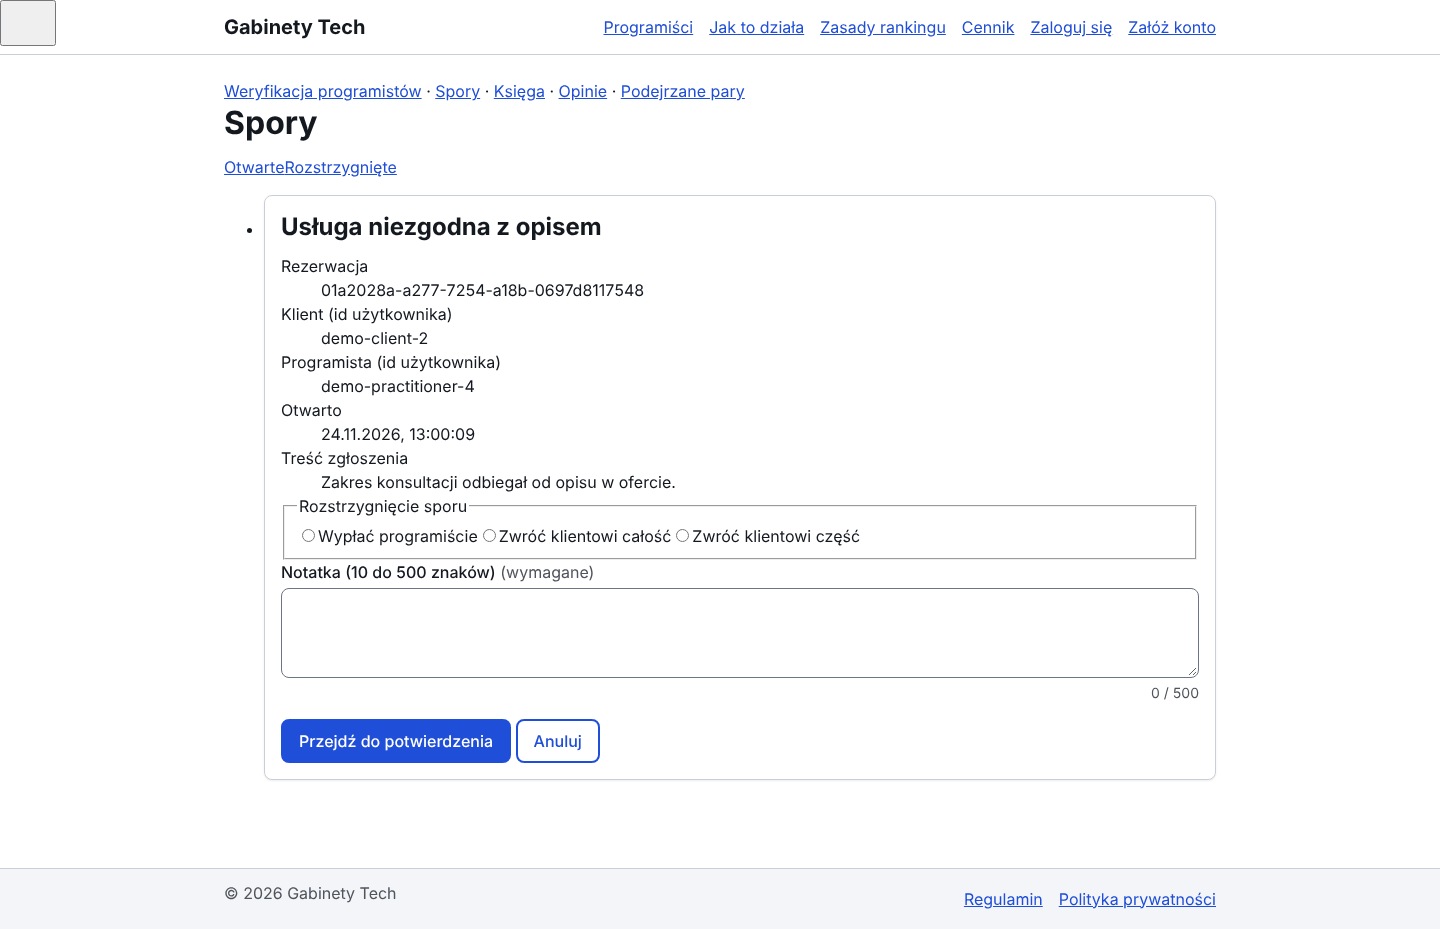 Gabinety Tech
Programiści Jak to działa Zasady rankingu Cennik Zaloguj się Załóż konto
Weryfikacja programistów · Spory · Księga · Opinie · Podejrzane pary
Spory
OtwarteRozstrzygnięte
Usługa niezgodna z opisem
Rezerwacja
01a2028a-a277-7254-a18b-0697d8117548
Klient (id użytkownika)
demo-client-2
Programista (id użytkownika)
demo-practitioner-4
Otwarto
24.11.2026, 13:00:09
Treść zgłoszenia
Zakres konsultacji odbiegał od opisu w ofercie.
Rozstrzygnięcie sporu
Wypłać programiście Zwróć klientowi całość Zwróć klientowi część
Notatka (10 do 500 znaków) (wymagane)
0 / 500
Przejdź do potwierdzenia Anuluj
© 2026 Gabinety Tech
Regulamin Polityka prywatności